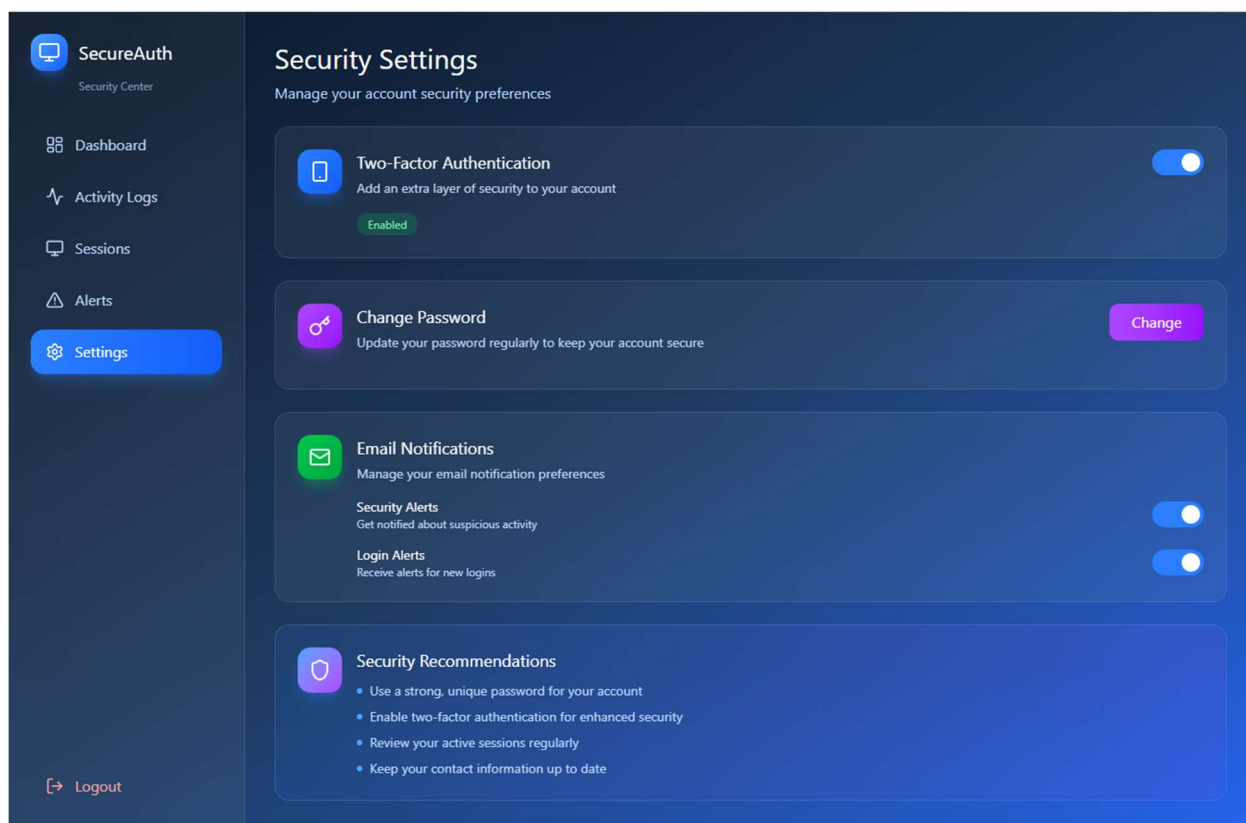 SecureAuth
Security Center
Dashboard
Activity Logs
Sessions
Alerts
Settings
Logout
Security Settings
Manage your account security preferences
Two-Factor Authentication
Add an extra layer of security to your account
Enabled
Change Password
Update your password regularly to keep your account secure
Change
Email Notifications
Manage your email notification preferences
Security Alerts
Get notified about suspicious activity
Login Alerts
Receive alerts for new logins
Security Recommendations
Use a strong, unique password for your account
Enable two-factor authentication for enhanced security
Review your active sessions regularly
Keep your contact information up to date